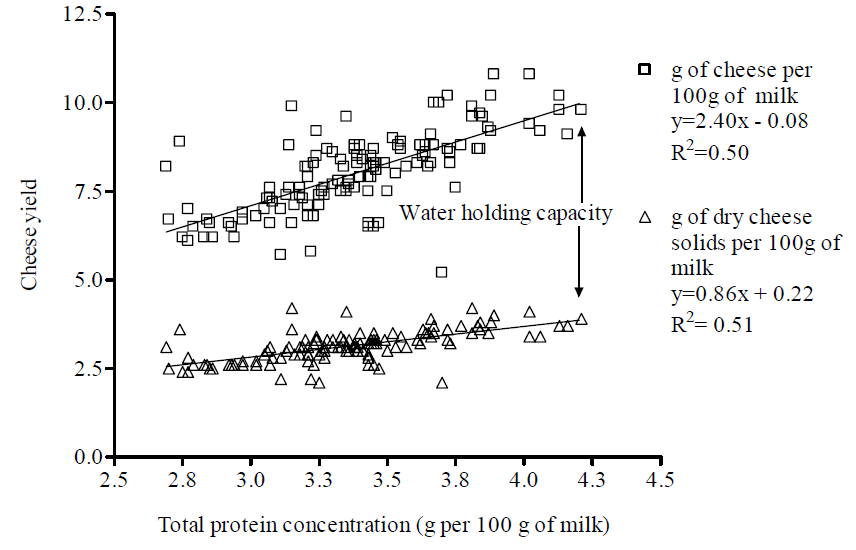 12.5
10.0
7.5
5.0
2.5
0.0
Cheese yield
2.5 2.8 3.0 3.3 3.5 3.8 4.0 4.3 4.5
Total protein concentration (g per 100 g of milk)
Water holding capacity
g of cheese per
100g of milk
y=2.40x - 0.08
R²=0.50
g of dry cheese
solids per 100g of
milk
y=0.86x + 0.22
R²= 0.51